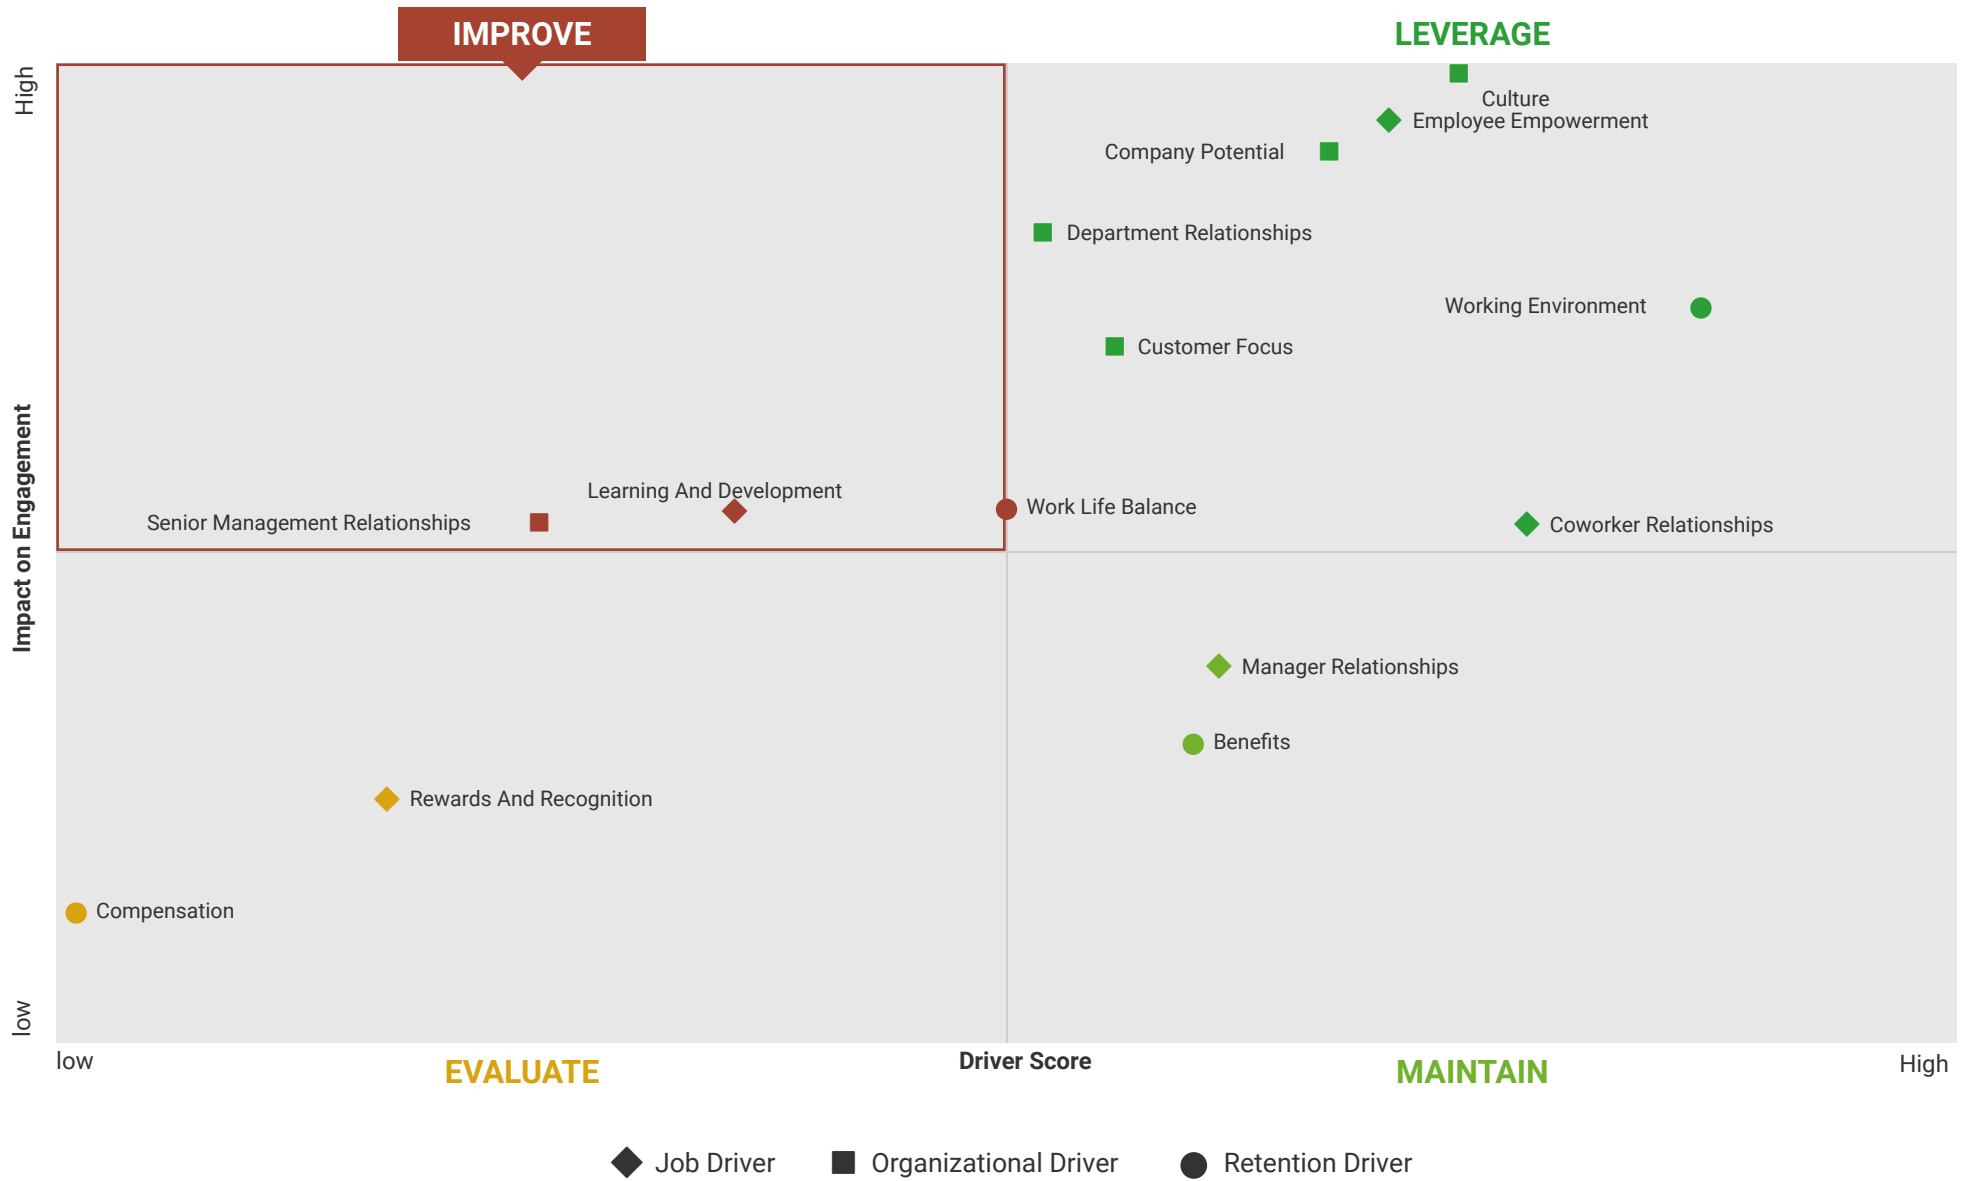 IMPROVE
LEVERAGE
High
Culture
Employee Empowerment
Company Potential
Department Relationships
Working Environment
Customer Focus
Impact on Engagement
Learning And Development
Senior Management Relationships
Work Life Balance
Coworker Relationships
Manager Relationships
Benefits
Rewards And Recognition
Compensation
low
low
Driver Score
High
EVALUATE
MAINTAIN
Job Driver
Organizational Driver
Retention Driver